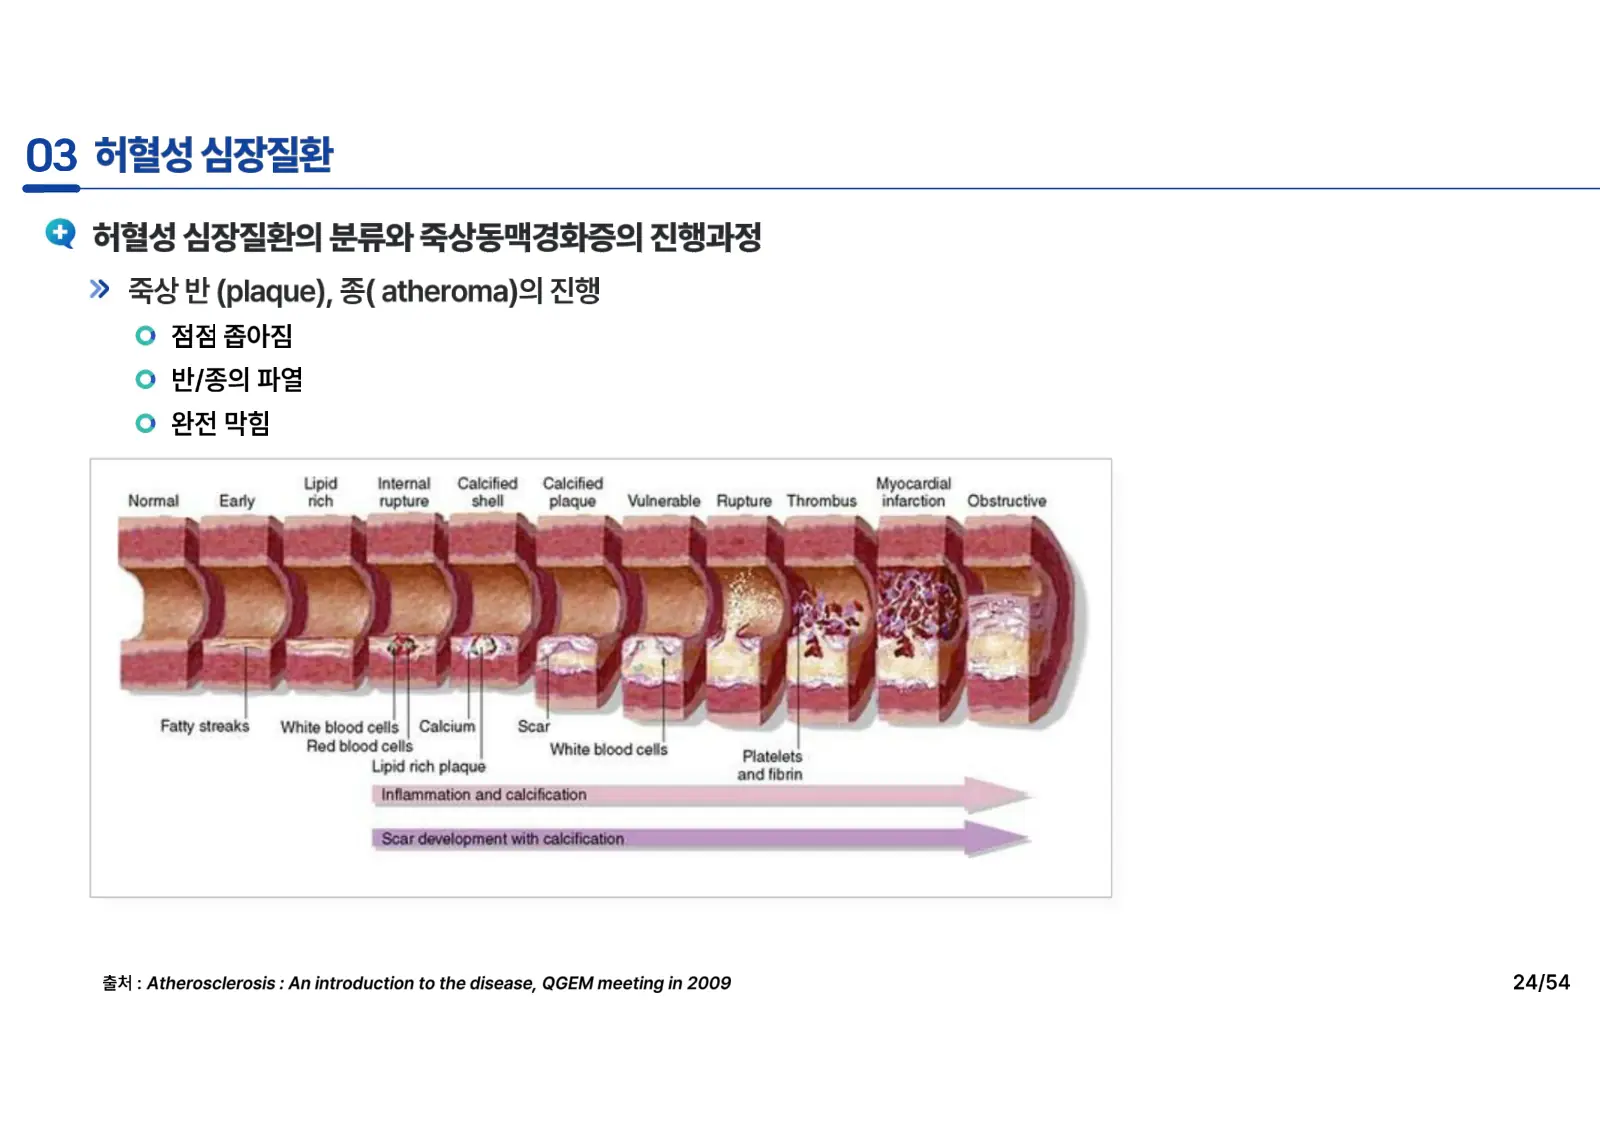 03 허혈성 심장질환
허혈성 심장질환의 분류와 죽상동맥경화증의 진행과정
죽상 반 (plaque), 종( atheroma)의 진행
점점 좁아짐
반/종의 파열
완전 막힘
Normal
Early
Lipid
rich
Internal
rupture
Calcified
shell
Calcified
plaque
Vulnerable
Rupture
Thrombus
Myocardial
infarction
Obstructive
Fatty streaks
White blood cells
Red blood cells
Calcium
Lipid rich plaque
Scar
White blood cells
Platelets
and fibrin
Inflammation and calcification
Scar development with calcification
출처 : Atherosclerosis : An introduction to the disease, QGEM meeting in 2009
24/54